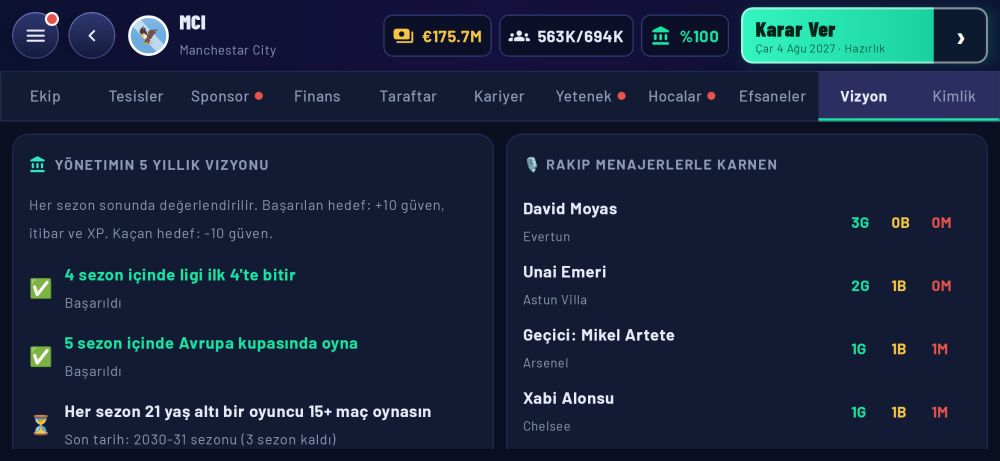 MCI
Manchestar City
€175.7M
563K/694K
%100
Karar Ver
Çar 4 Ağu 2027 · Hazırlık
Ekip
Tesisler
Sponsor
Finans
Taraftar
Kariyer
Yetenek
Hocalar
Efsaneler
Vizyon
Kimlik
YÖNETIMIN 5 YILLIK VIZYONU
Her sezon sonunda değerlendirilir. Başarılan hedef: +10 güven,
itibar ve XP. Kaçan hedef: -10 güven.
4 sezon içinde ligi ilk 4'te bitir
Başarıldı
5 sezon içinde Avrupa kupasında oyna
Başarıldı
Her sezon 21 yaş altı bir oyuncu 15+ maç oynasın
Son tarih: 2030-31 sezonu (3 sezon kaldı)
RAKIP MENAJERLERLE KARNEN
David Moyas
Evertun
3G 0B 0M
Unai Emeri
Astun Villa
2G 1B 0M
Geçici: Mikel Artete
Arsenel
1G 1B 1M
Xabi Alonsu
Chelsee
1G 1B 1M